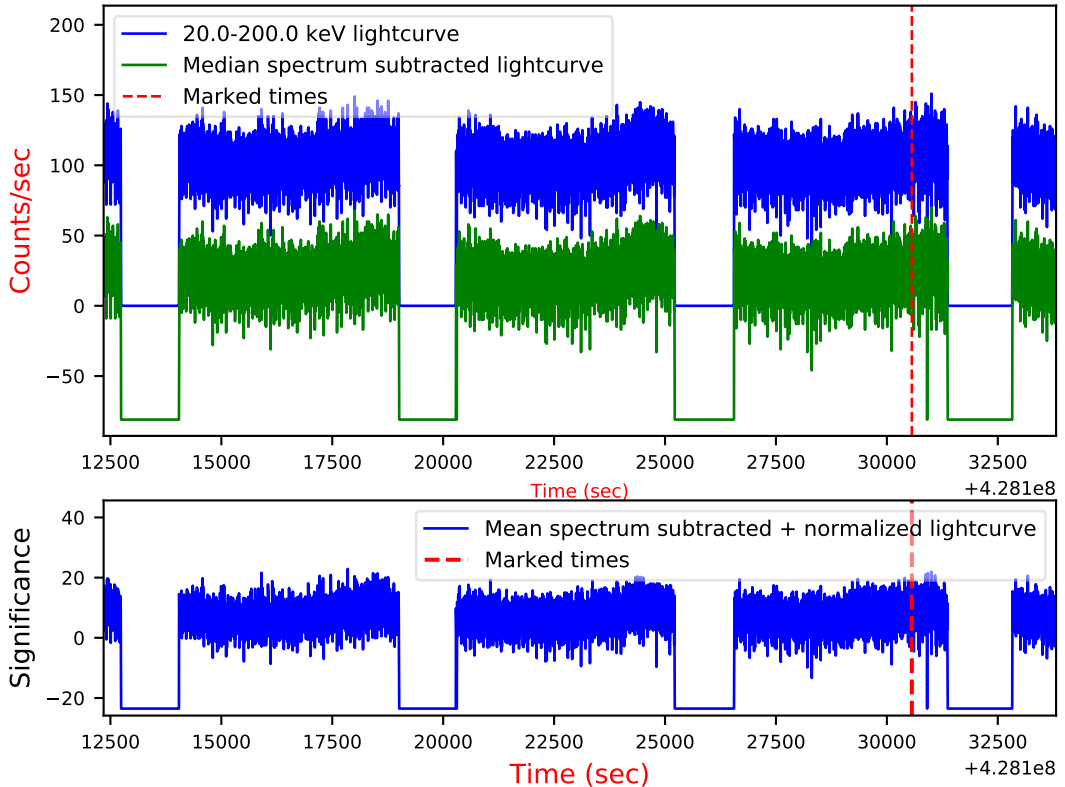 200
150
100
50
0
−50
Counts/sec
20.0-200.0 keV lightcurve
Median spectrum subtracted lightcurve
Marked times
12500 15000 17500 20000 22500 25000 27500 30000 32500
Time (sec)
+4.281e8
40
20
0
−20
Significance
Mean spectrum subtracted + normalized lightcurve
Marked times
12500 15000 17500 20000 22500 25000 27500 30000 32500
+4.281e8
Time (sec)